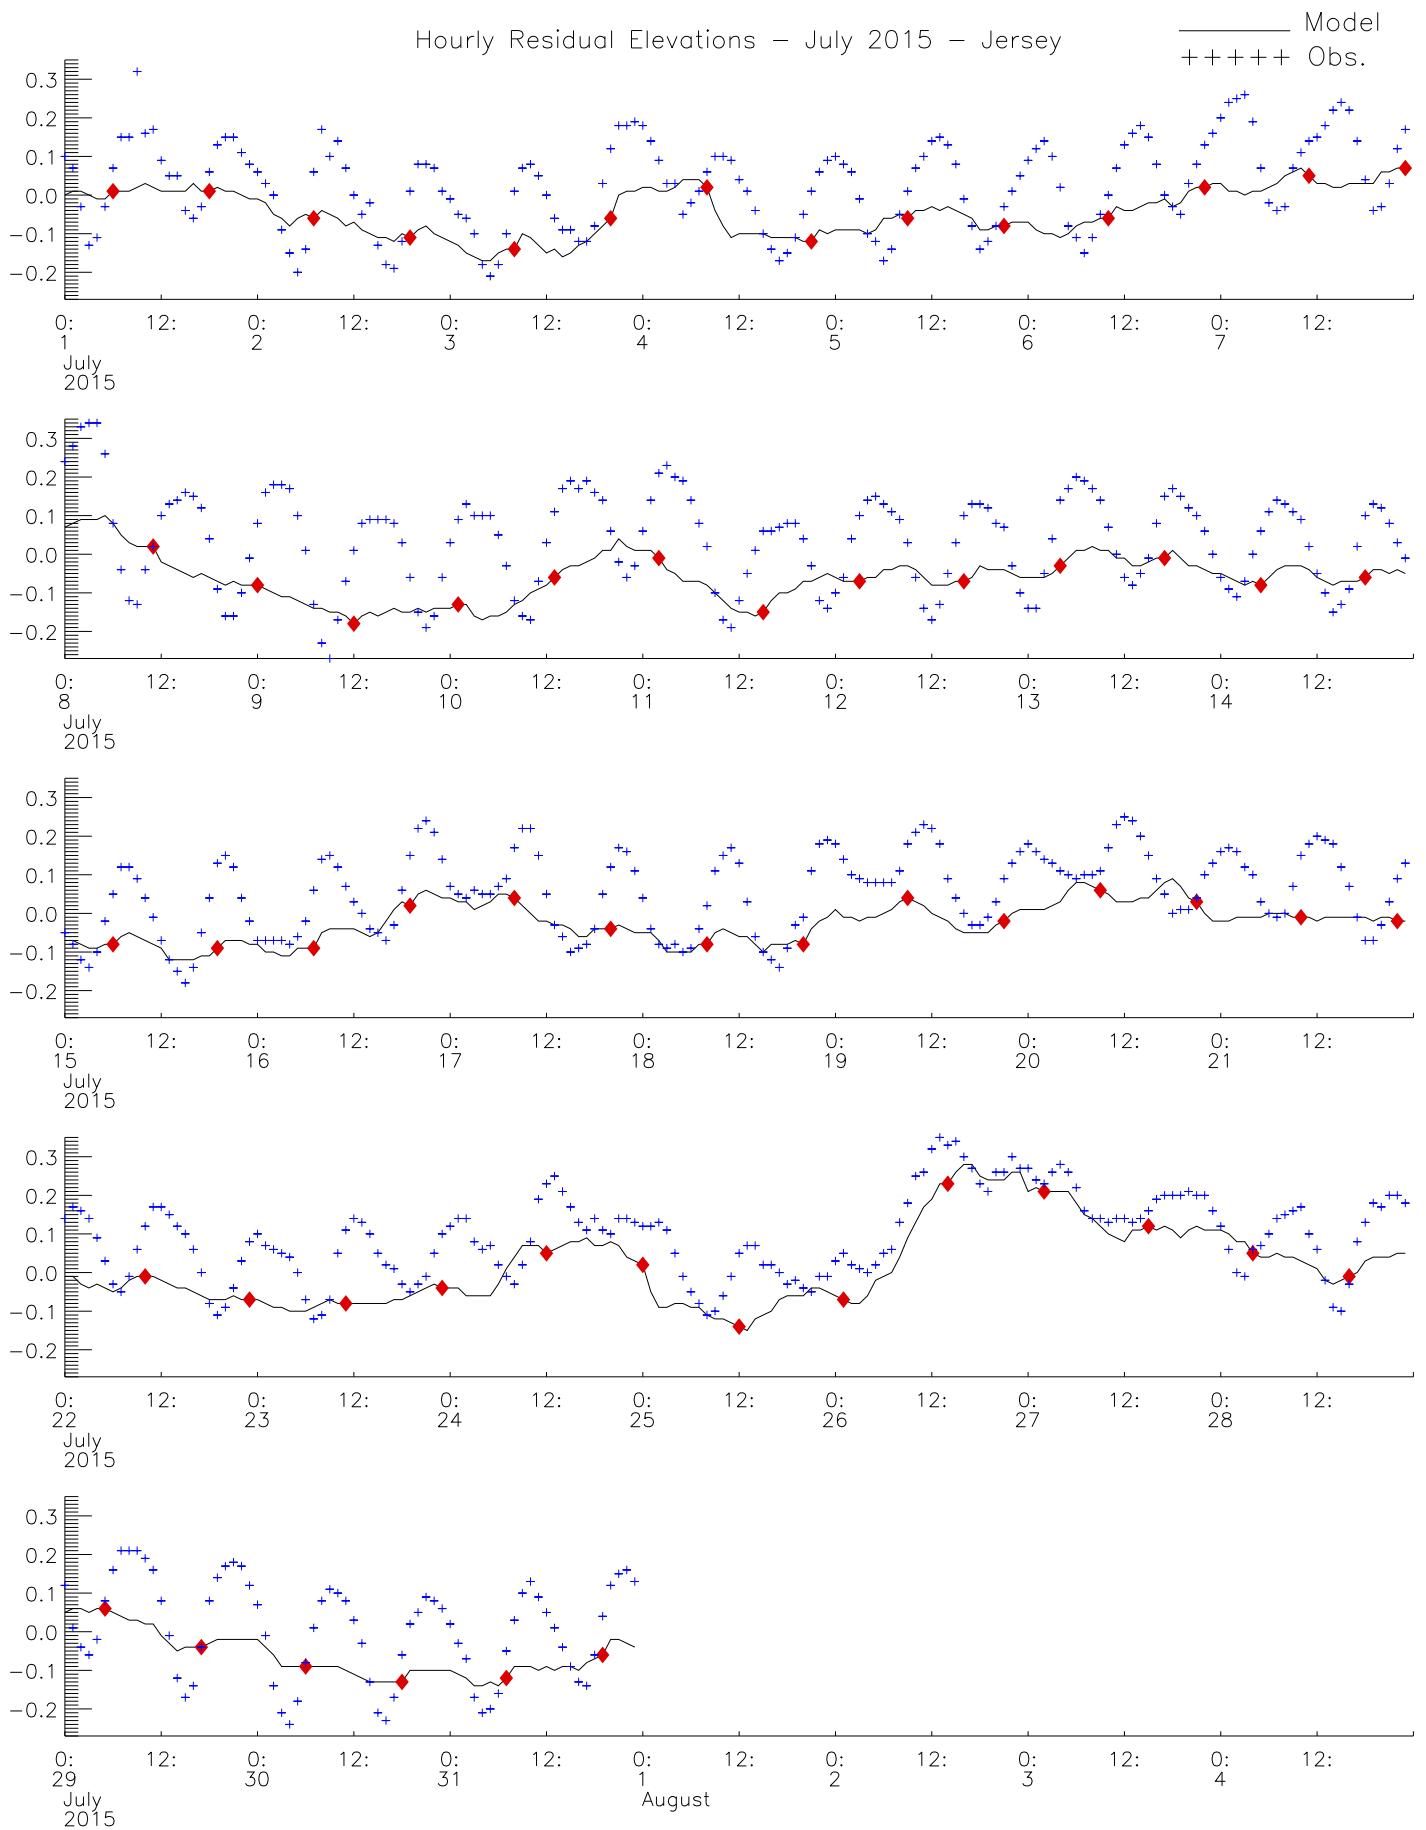 Hourly Residual Elevations – July 2015 – Jersey
Model
+++++ Obs.
0.3
0.2
0.1
0.0
−0.1
−0.2
0: 12: 0: 12: 0: 12: 0: 12: 0: 12: 0: 12: 0: 12:
1 2 3 4 5 6 7
July
2015
0.3
0.2
0.1
0.0
−0.1
−0.2
0: 12: 0: 12: 0: 12: 0: 12: 0: 12: 0: 12: 0: 12:
8 9 10 11 12 13 14
July
2015
0.3
0.2
0.1
0.0
−0.1
−0.2
0: 12: 0: 12: 0: 12: 0: 12: 0: 12: 0: 12: 0: 12:
15 16 17 18 19 20 21
July
2015
0.3
0.2
0.1
0.0
−0.1
−0.2
0: 12: 0: 12: 0: 12: 0: 12: 0: 12: 0: 12: 0: 12:
22 23 24 25 26 27 28
July
2015
0.3
0.2
0.1
0.0
−0.1
−0.2
0: 12: 0: 12: 0: 12: 0: 12: 0: 12: 0: 12: 0: 12:
29 30 31 1 2 3 4
July August
2015